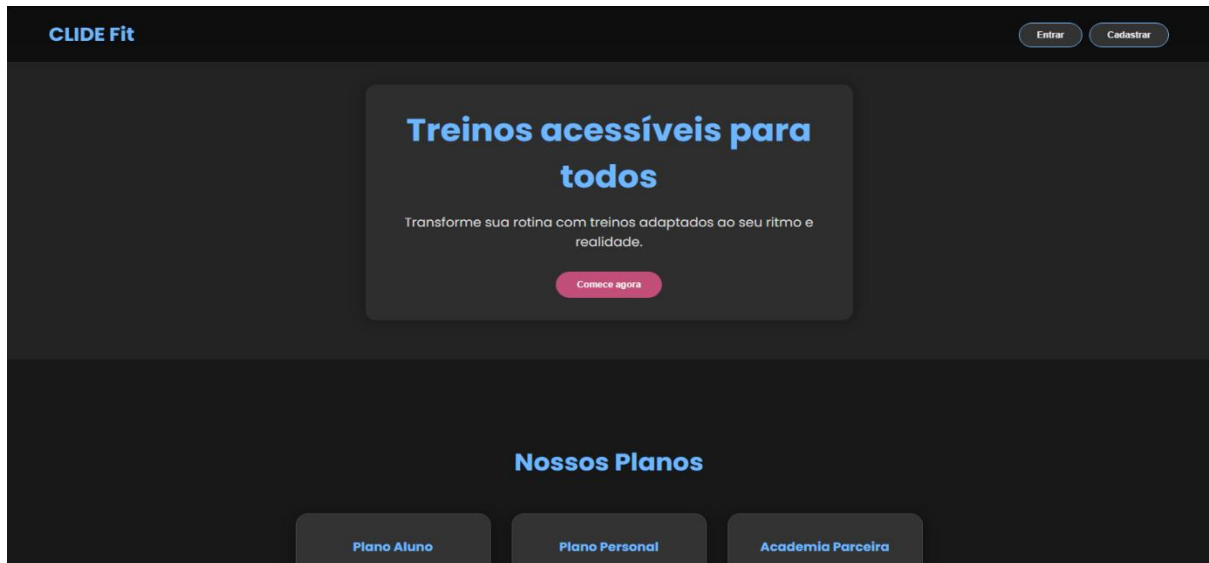 CLIDE Fit
Entrar
Cadastrar
Treinos acessíveis para
todos
Transforme sua rotina com treinos adaptados ao seu ritmo e
realidade.
Comece agora
Nossos Planos
Plano Aluno
Plano Personal
Academia Parceira